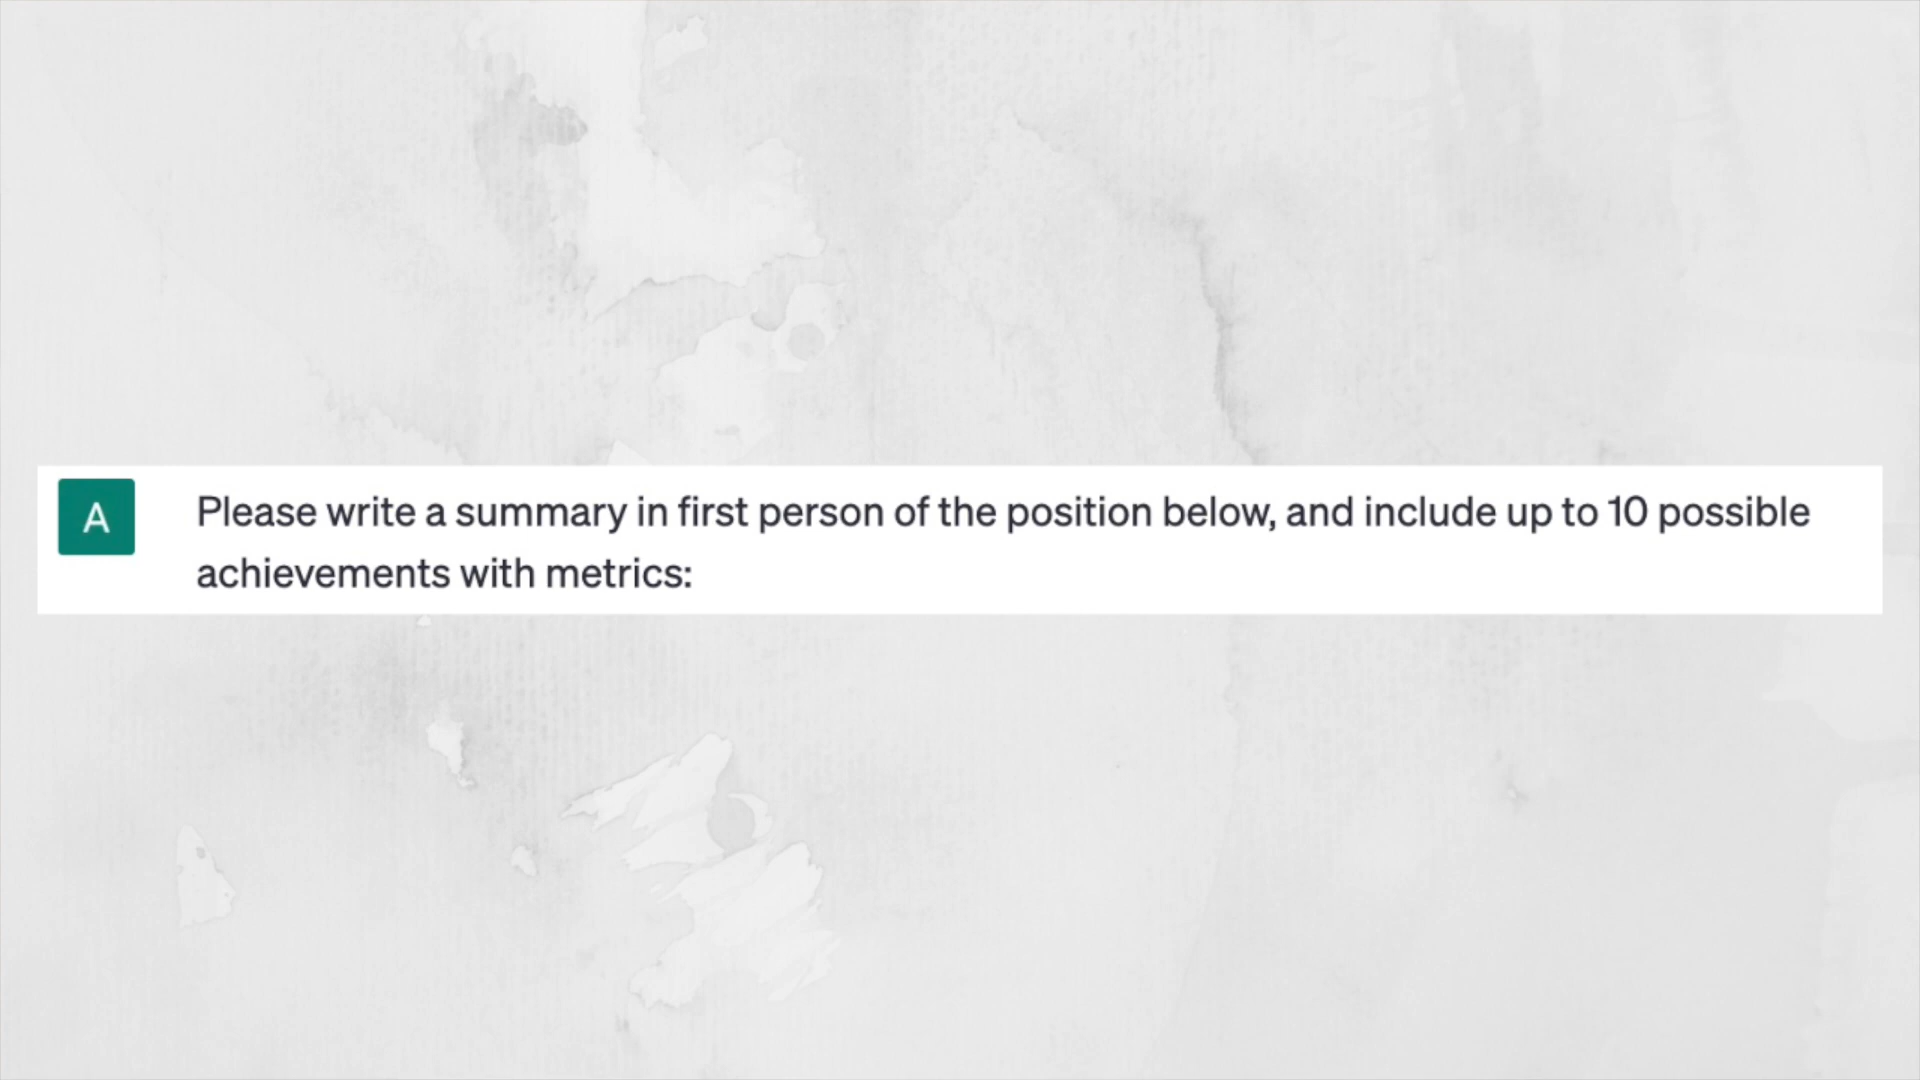 A
Please write a summary in first person of the position below, and include up to 10 possible
achievements with metrics: